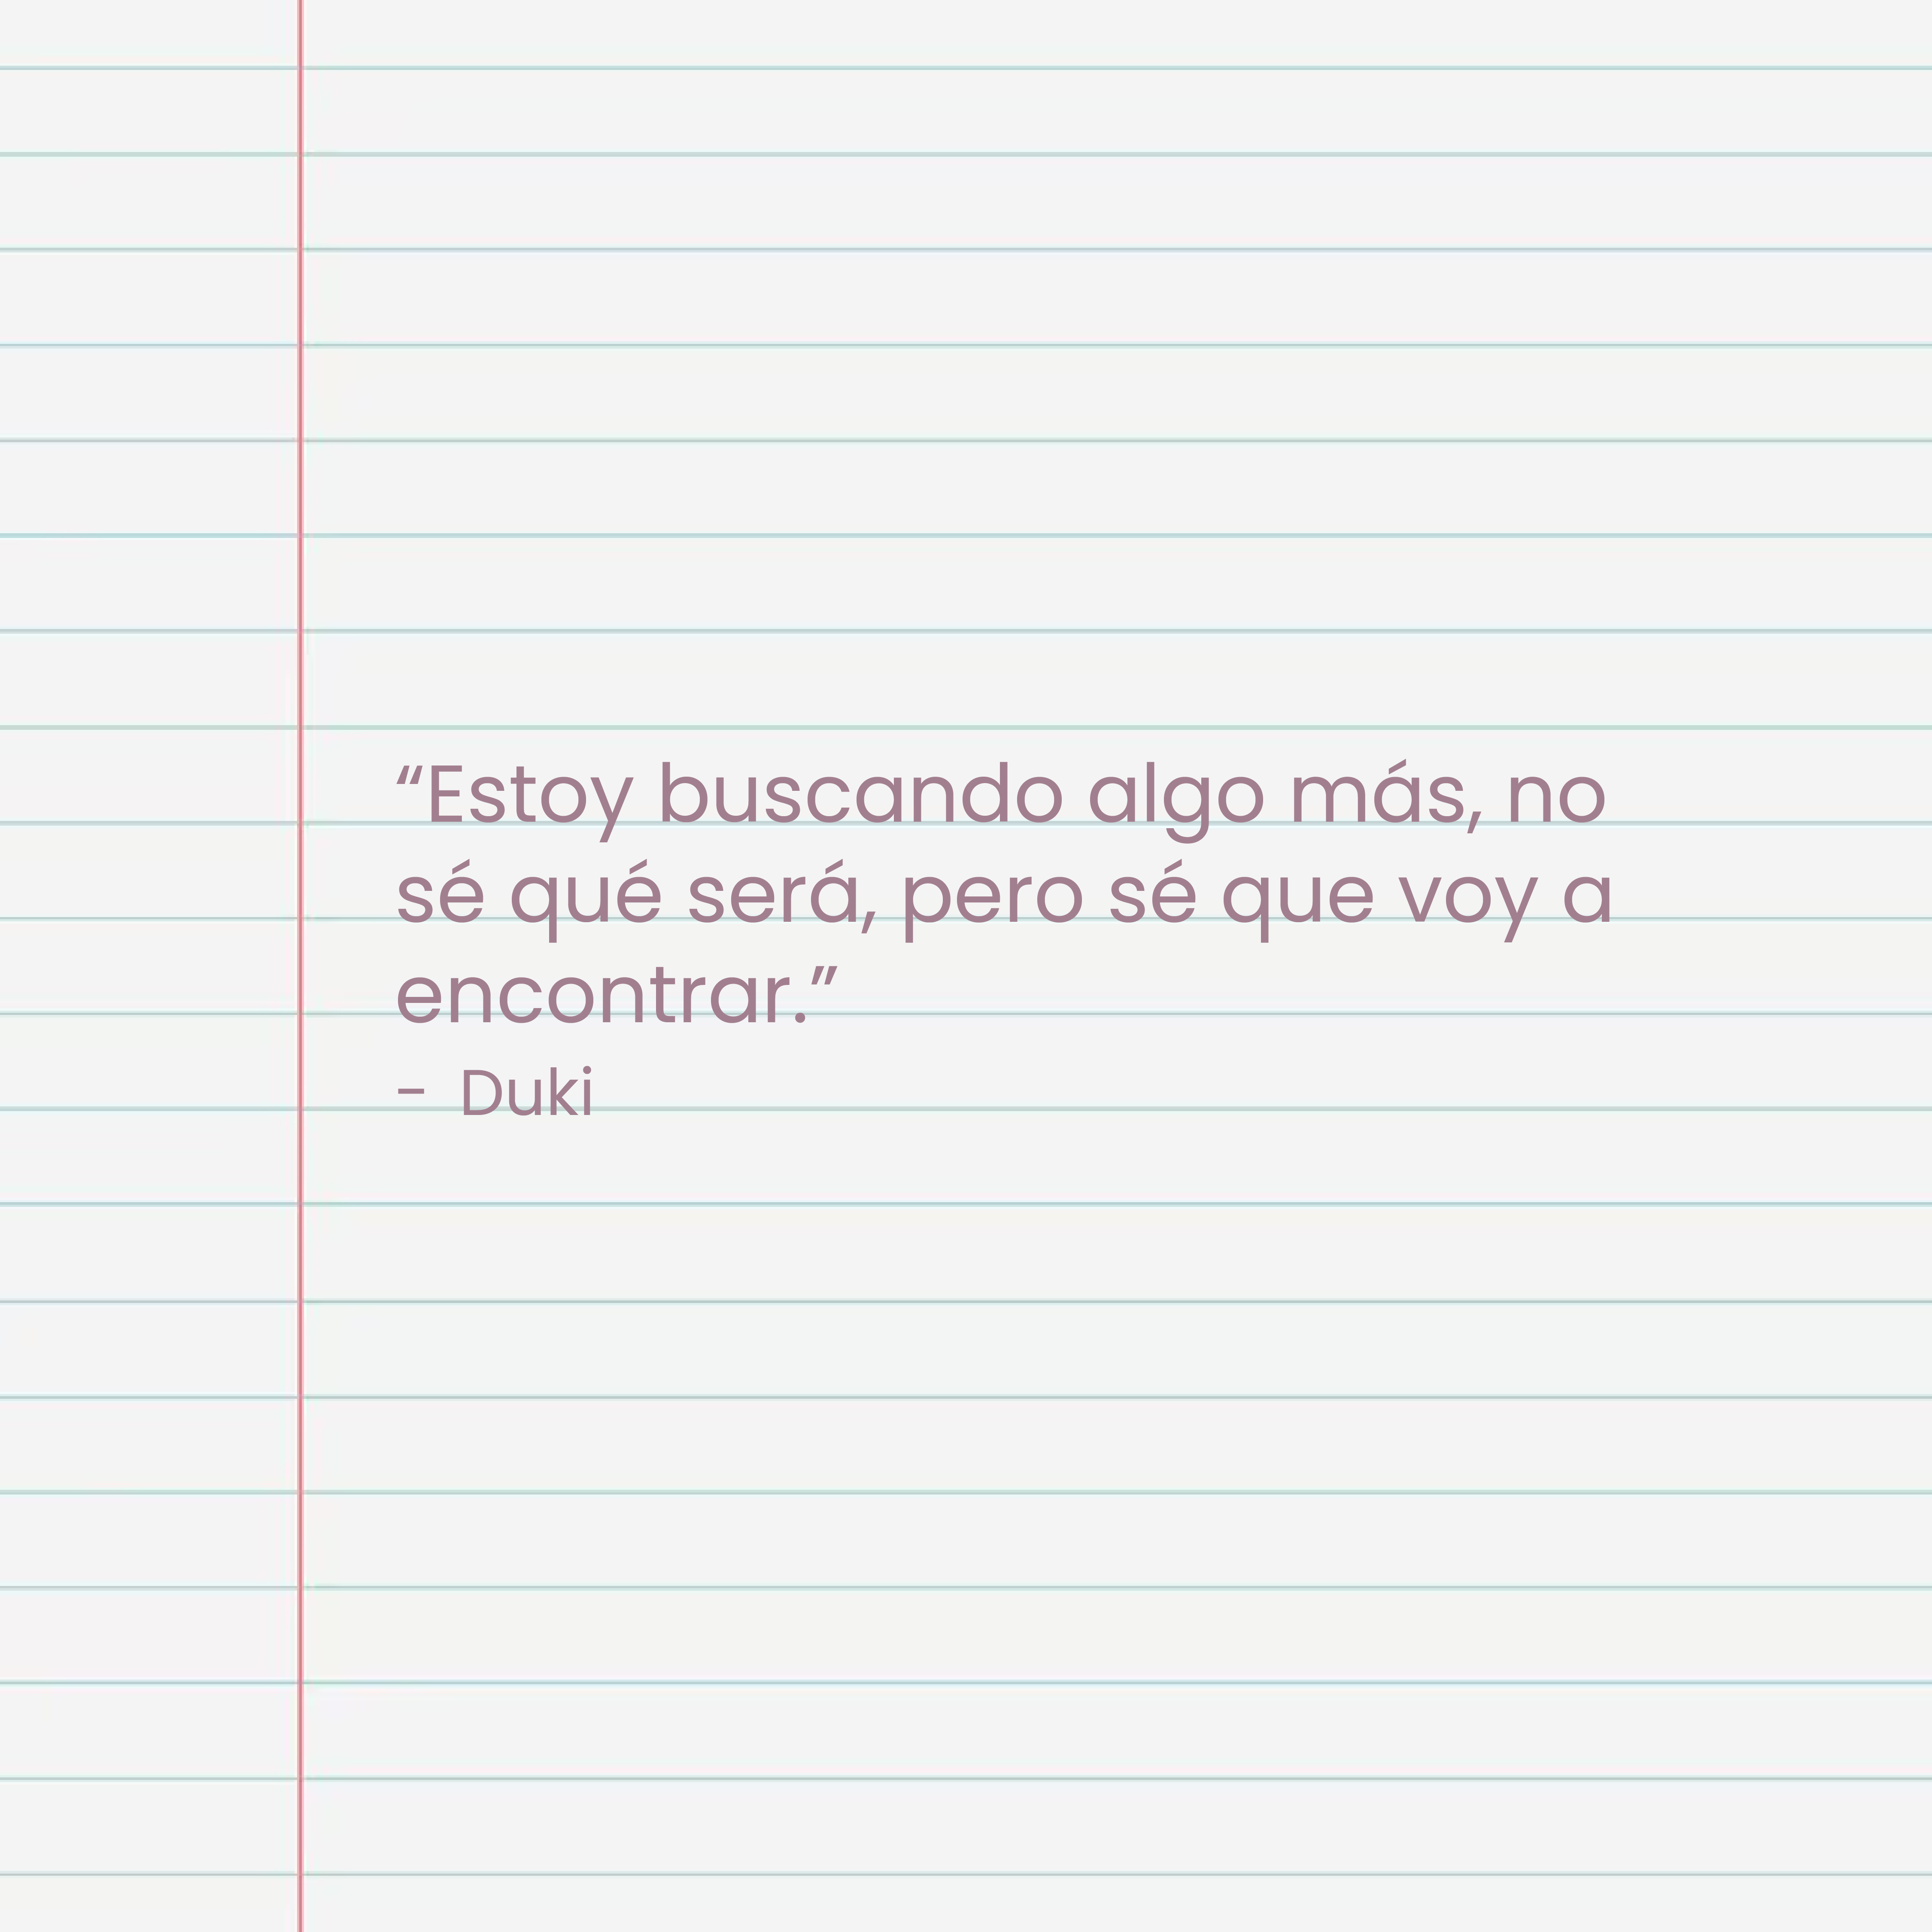 “Estoy buscando algo más, no
sé qué será, pero sé que voy a
encontrar.”
- Duki